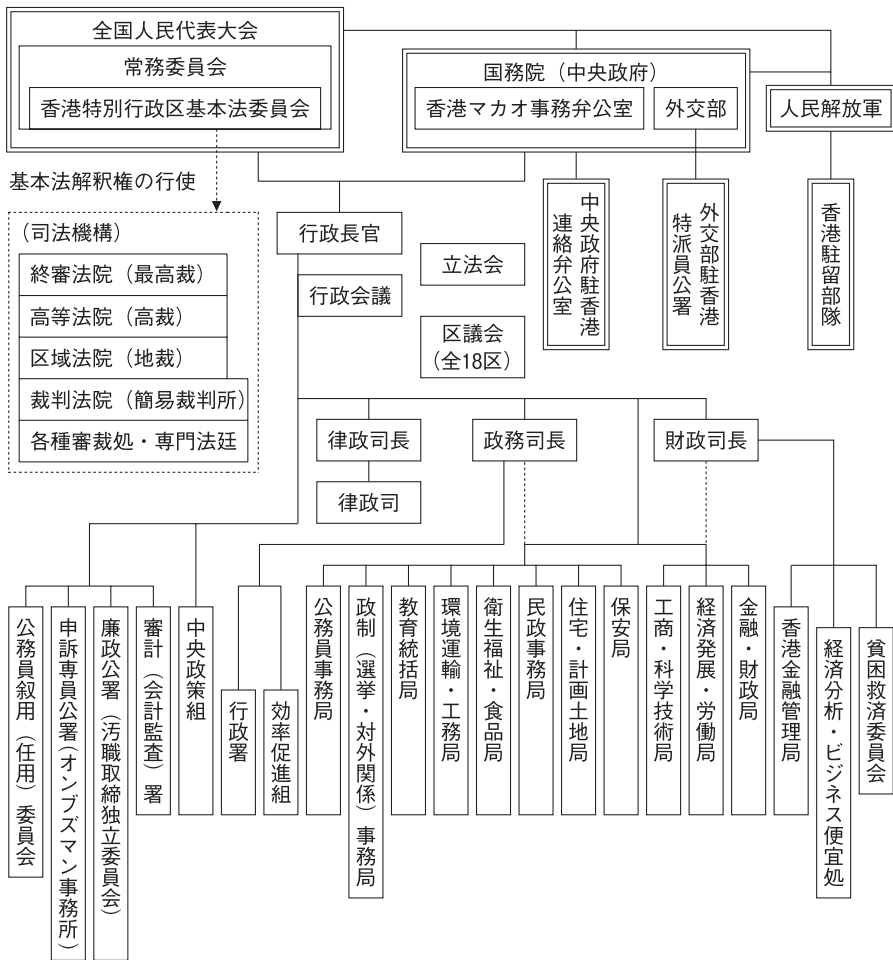 全国人民代表大会
常務委員会
香港特別行政区基本法委員会
国務院（中央政府）
香港マカオ事務弁公室
外交部
人民解放軍
基本法解釈権の行使
（司法機構）
終審法院（最高裁）
高等法院（高裁）
区域法院（地裁）
裁判法院（簡易裁判所）
各種審裁処・専門法廷
行政長官
行政会議
立法会
区議会
（全18区）
中央政府駐香港
連絡弁公室
外交部駐香港
特派員公署
香港駐留部隊
律政司長
政務司長
財政司長
律政司
公務員叙用（任用）委員会
申訴専員公署（オンブズマン事務所）
廉政公署（汚職取締独立委員会）
審計（会計監査）署
中央政策組
行政署
効率促進組
公務員事務局
政制（選挙・対外関係）事務局
教育統括局
環境運輸・工務局
衛生福祉・食品局
民政事務局
住宅・計画土地局
保安局
工商・科学技術局
経済発展・労働局
金融・財政局
香港金融管理局
経済分析・ビジネス便宜処
貧困救済委員会